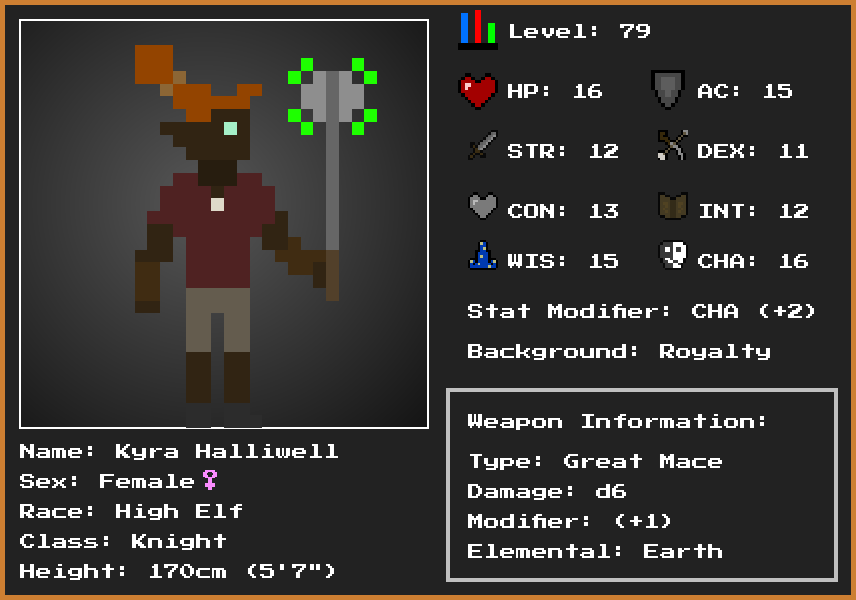 Level: 79
HP: 16
AC: 15
STR: 12
DEX: 11
CON: 13
INT: 12
WIS: 15
CHA: 16
Stat Modifier: CHA (+2)
Background: Royalty
Weapon Information:
Type: Great Mace
Damage: d6
Modifier: (+1)
Elemental: Earth
Name: Kyra Halliwell
Sex: Female♀
Race: High Elf
Class: Knight
Height: 170cm (5'7")